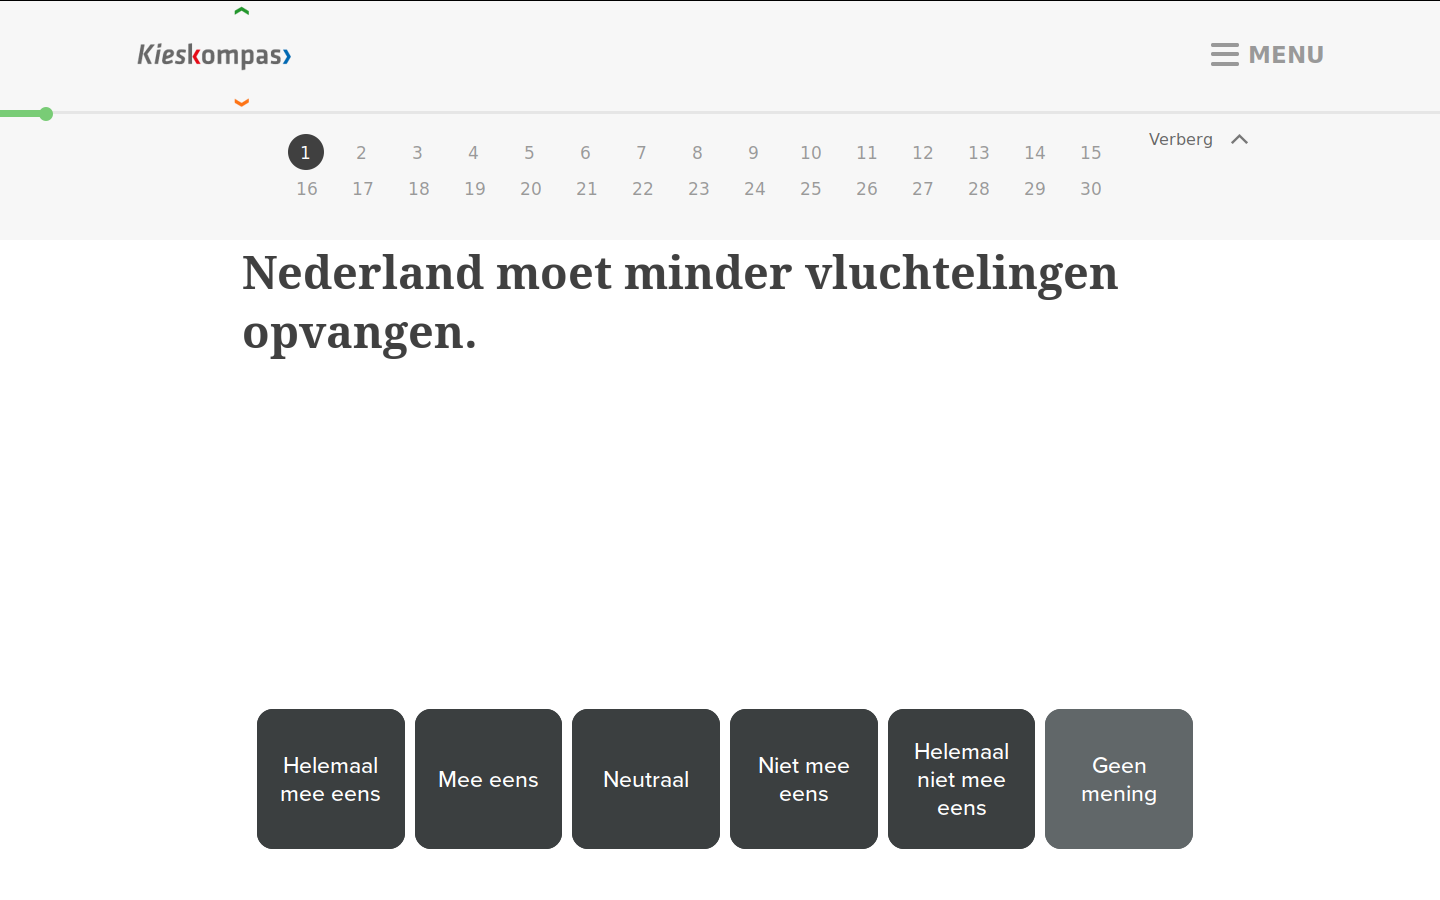 Kieskompas
MENU
Verberg
1 2 3 4 5 6 7 8 9 10 11 12 13 14 15
16 17 18 19 20 21 22 23 24 25 26 27 28 29 30
Nederland moet minder vluchtelingen
opvangen.
Helemaal
mee eens
Mee eens
Neutraal
Niet mee
eens
Helemaal
niet mee
eens
Geen
mening